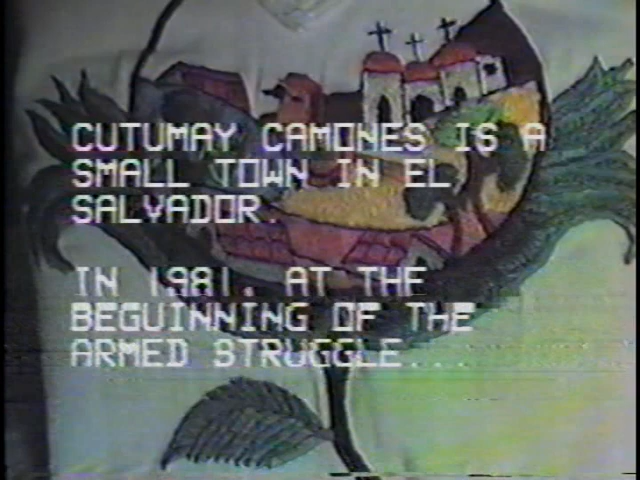 CUTUMAY CAMONES IS A
SMALL TOWN IN EL
SALVADOR.
IN 1981, AT THE
BEGUINNING OF THE
ARMED STRUGGLE...